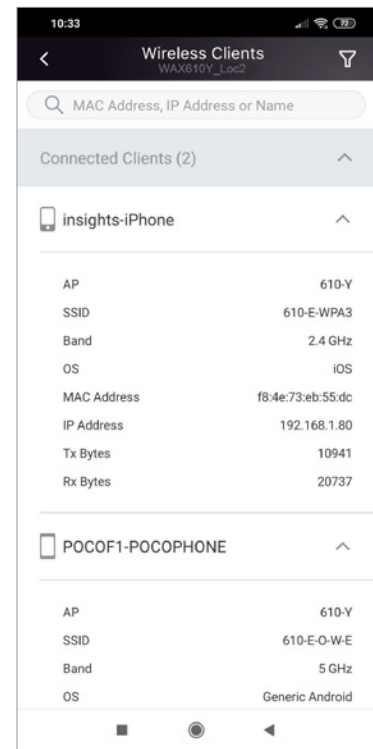 10:33
72
Wireless Clients
WAX610Y_Loc2
MAC Address, IP Address or Name
Connected Clients (2)
insights-iPhone
AP 610-Y
SSID 610-E-WPA3
Band 2.4 GHz
OS iOS
MAC Address f8:4e:73:eb:55:dc
IP Address 192.168.1.80
Tx Bytes 10941
Rx Bytes 20737
POCOF1-POCOPHONE
AP 610-Y
SSID 610-E-O-W-E
Band 5 GHz
OS Generic Android